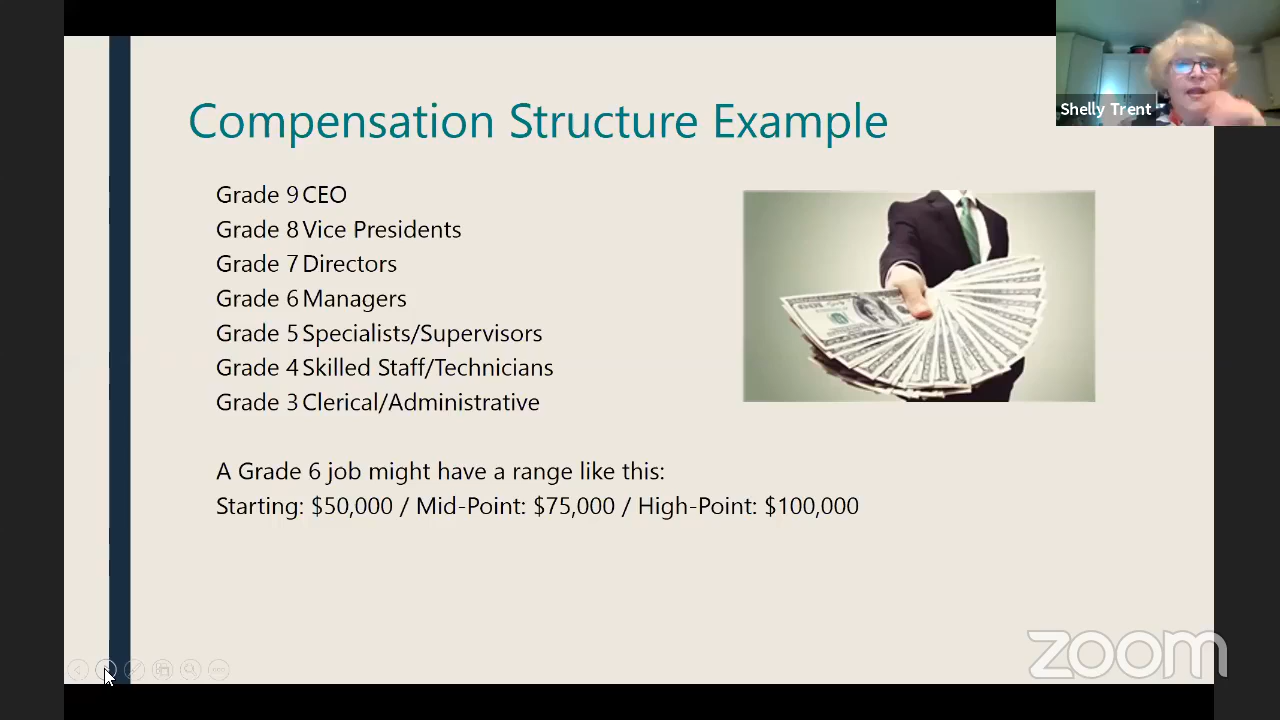 Compensation Structure Example
Shelly Trent
Grade 9 CEO
Grade 8 Vice Presidents
Grade 7 Directors
Grade 6 Managers
Grade 5 Specialists/Supervisors
Grade 4 Skilled Staff/Technicians
Grade 3 Clerical/Administrative
A Grade 6 job might have a range like this:
Starting: $50,000 / Mid-Point: $75,000 / High-Point: $100,000
zoom